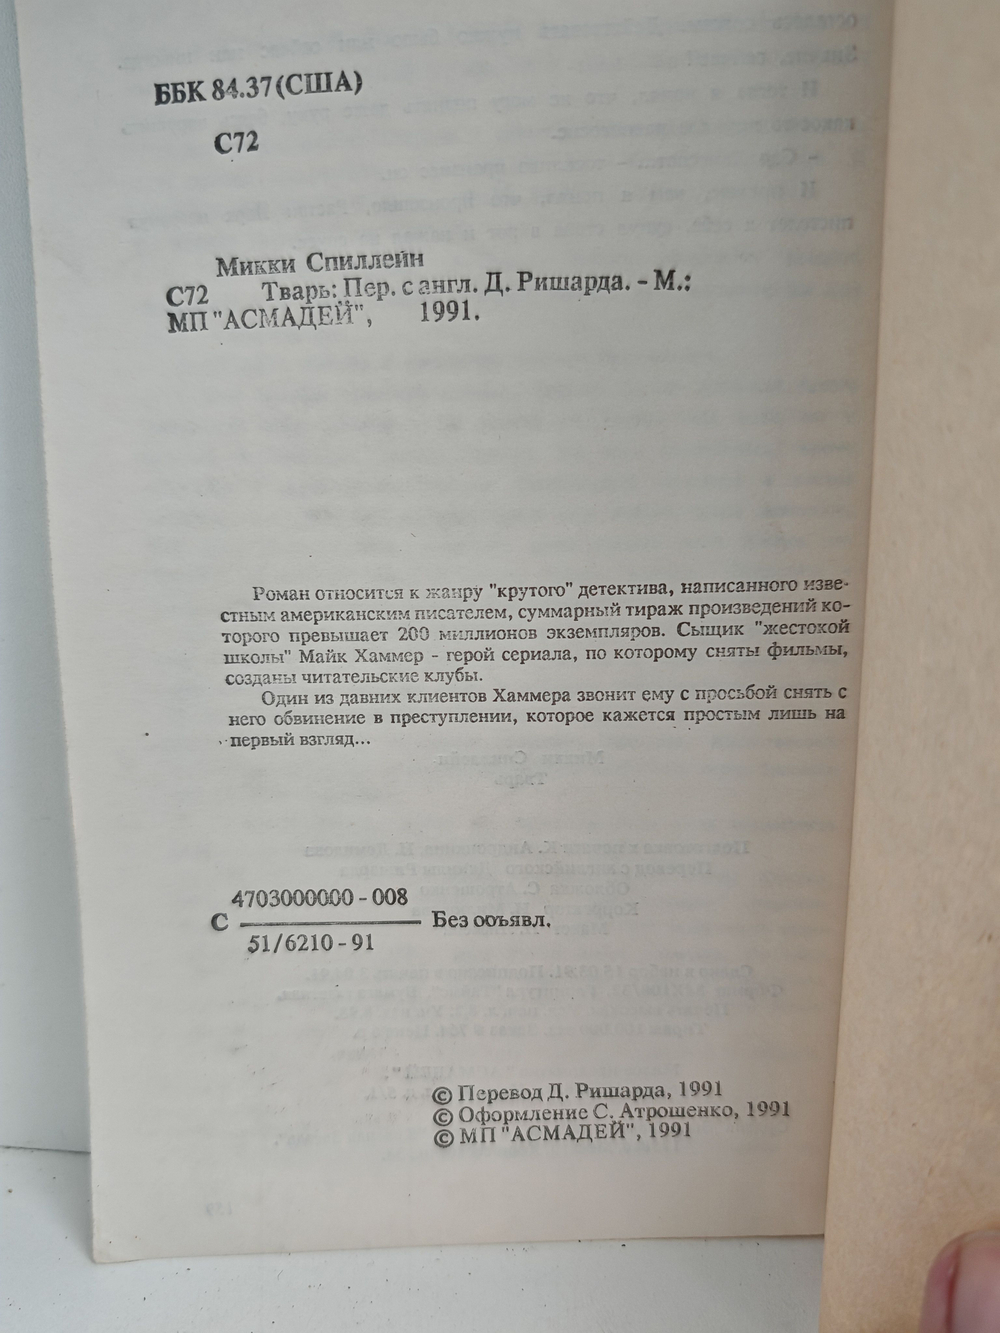 ББК 84.37(США)
С72
Микки Спиллейн
С72 Тварь: Пер. с англ. Д. Ришарда. - М.:
МП "АСМАДЕЙ", 1991.
Роман относится к жанру "крутого" детектива, написанного изве-
стным американским писателем, суммарный тираж произведений ко-
торого превышает 200 миллионов экземпляров. Сыщик "жестокой
школы" Майк Хаммер - герой сериала, по которому сняты фильмы,
созданы читательские клубы.
Один из давних клиентов Хаммера звонит ему с просьбой снять с
него обвинение в преступлении, которое кажется простым лишь на
первый взгляд...
4703000000-008
С Без объявл.
51/6210-91
© Перевод Д. Ришарда, 1991
© Оформление С. Атрошенко, 1991
© МП "АСМАДЕЙ", 1991